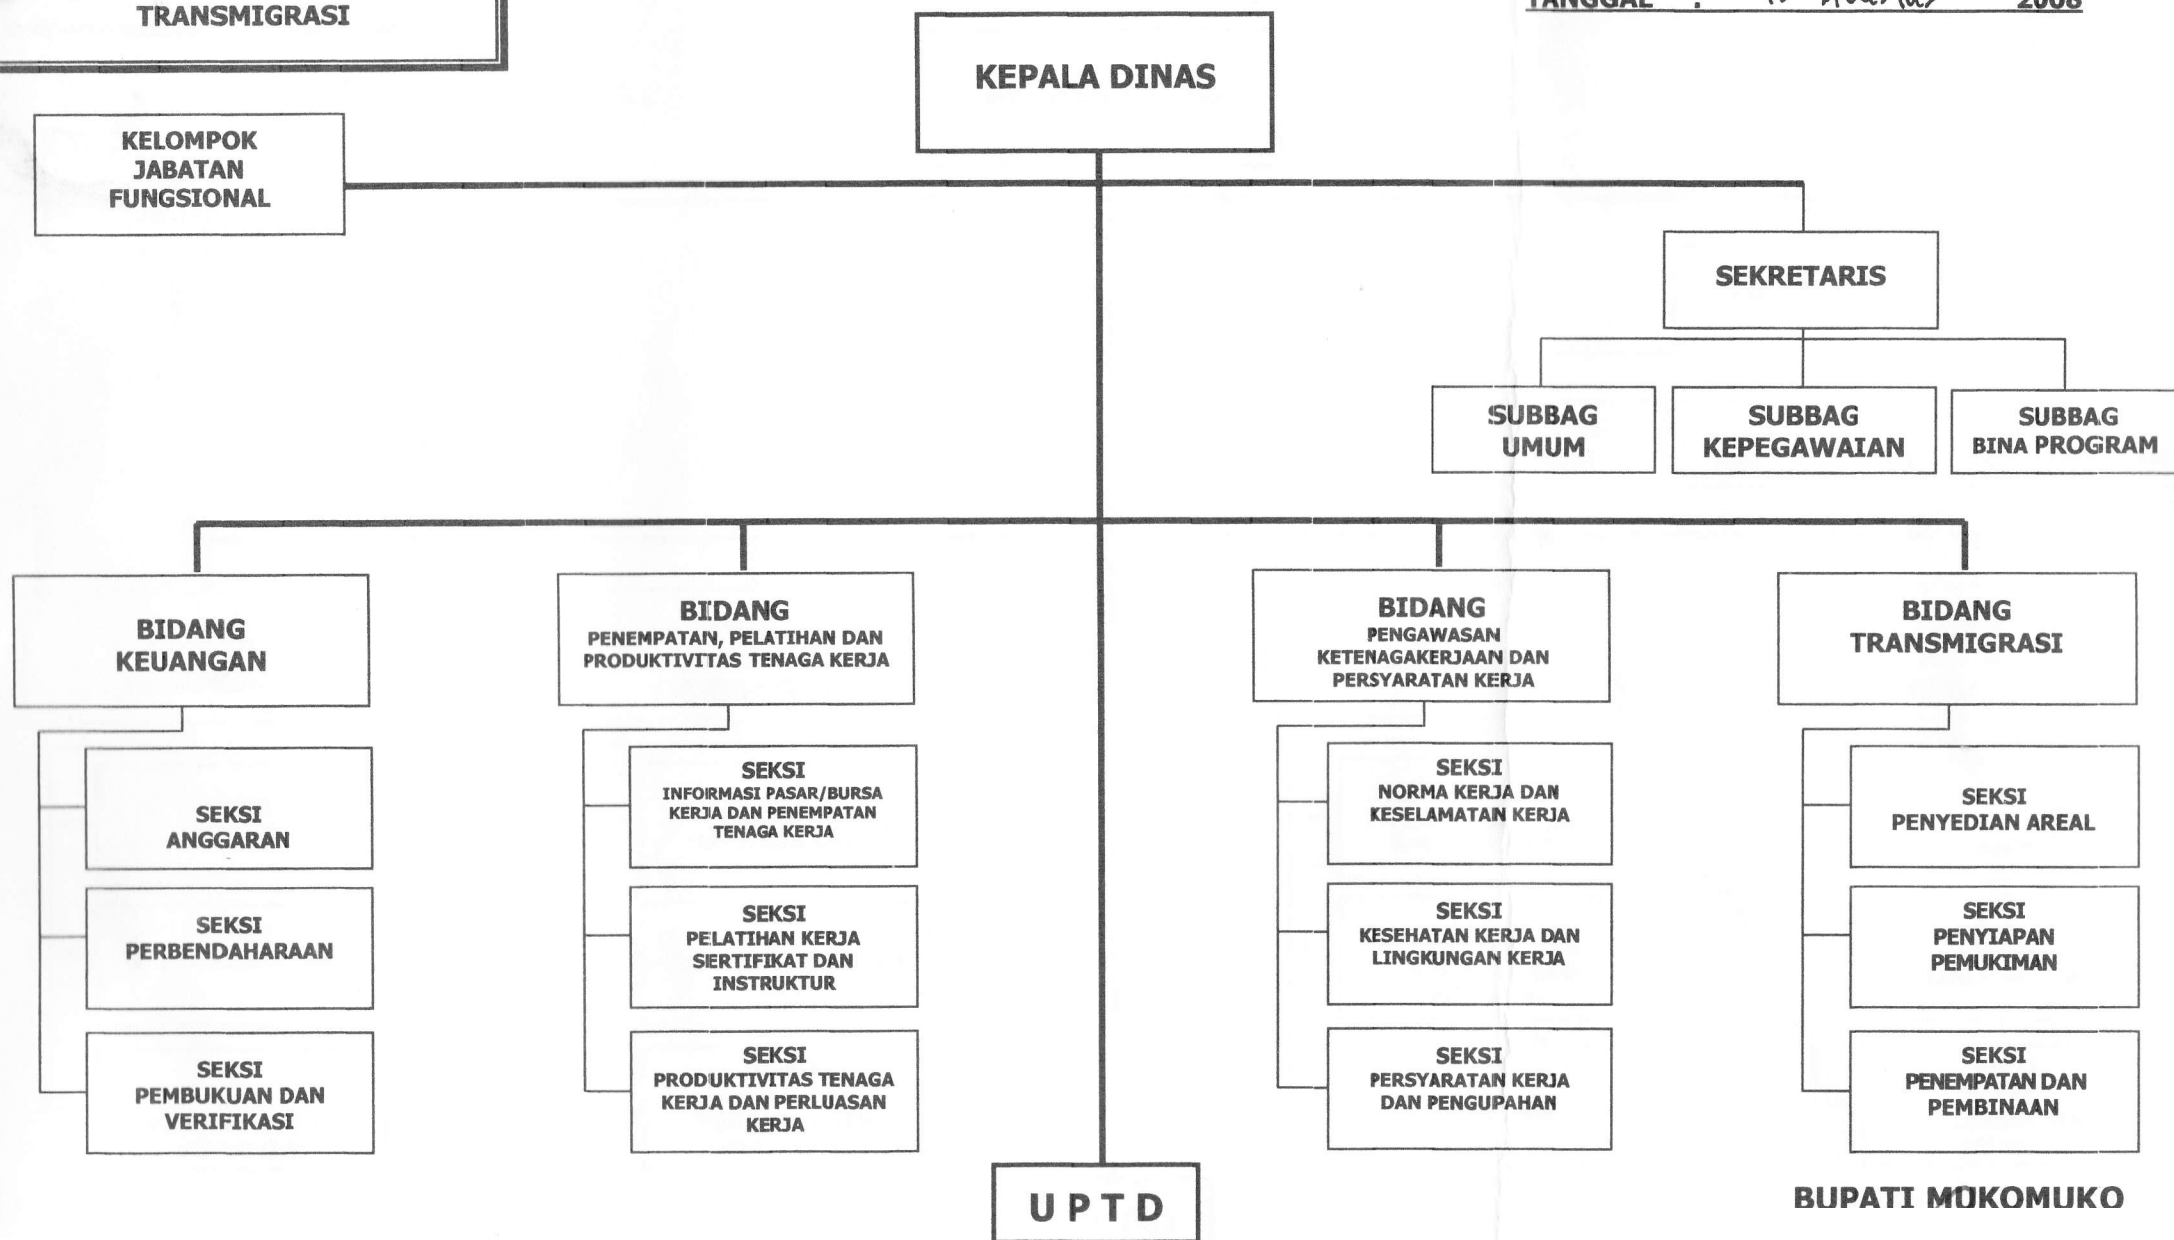 TRANSMIGRASI
TANGGAL : 2008
KEPALA DINAS
KELOMPOK
JABATAN
FUNGSIONAL
SEKRETARIS
SUBBAG
UMUM
SUBBAG
KEPEGAWAIAN
SUBBAG
BINA PROGRAM
BIDANG
KEUANGAN
SEKSI
ANGGARAN
SEKSI
PERBENDAHARAAN
SEKSI
PEMBUKUAN DAN
VERIFIKASI
BIDANG
PENEMPATAN, PELATIHAN DAN
PRODUKTIVITAS TENAGA KERJA
SEKSI
INFORMASI PASAR/BURSA
KERJA DAN PENEMPATAN
TENAGA KERJA
SEKSI
PELATIHAN KERJA
SERTIFIKAT DAN
INSTRUKTUR
SEKSI
PRODUKTIVITAS TENAGA
KERJA DAN PERLUASAN
KERJA
BIDANG
PENGAWASAN
KETENAGAKERJAAN DAN
PERSYARATAN KERJA
SEKSI
NORMA KERJA DAN
KESELAMATAN KERJA
SEKSI
KESEHATAN KERJA DAN
LINGKUNGAN KERJA
SEKSI
PERSYARATAN KERJA
DAN PENGUPAHAN
BIDANG
TRANSMIGRASI
SEKSI
PENYEDIAN AREAL
SEKSI
PENYIAPAN
PEMUKIMAN
SEKSI
PENEMPATAN DAN
PEMBINAAN
U P T D
BUPATI MUKOMUKO